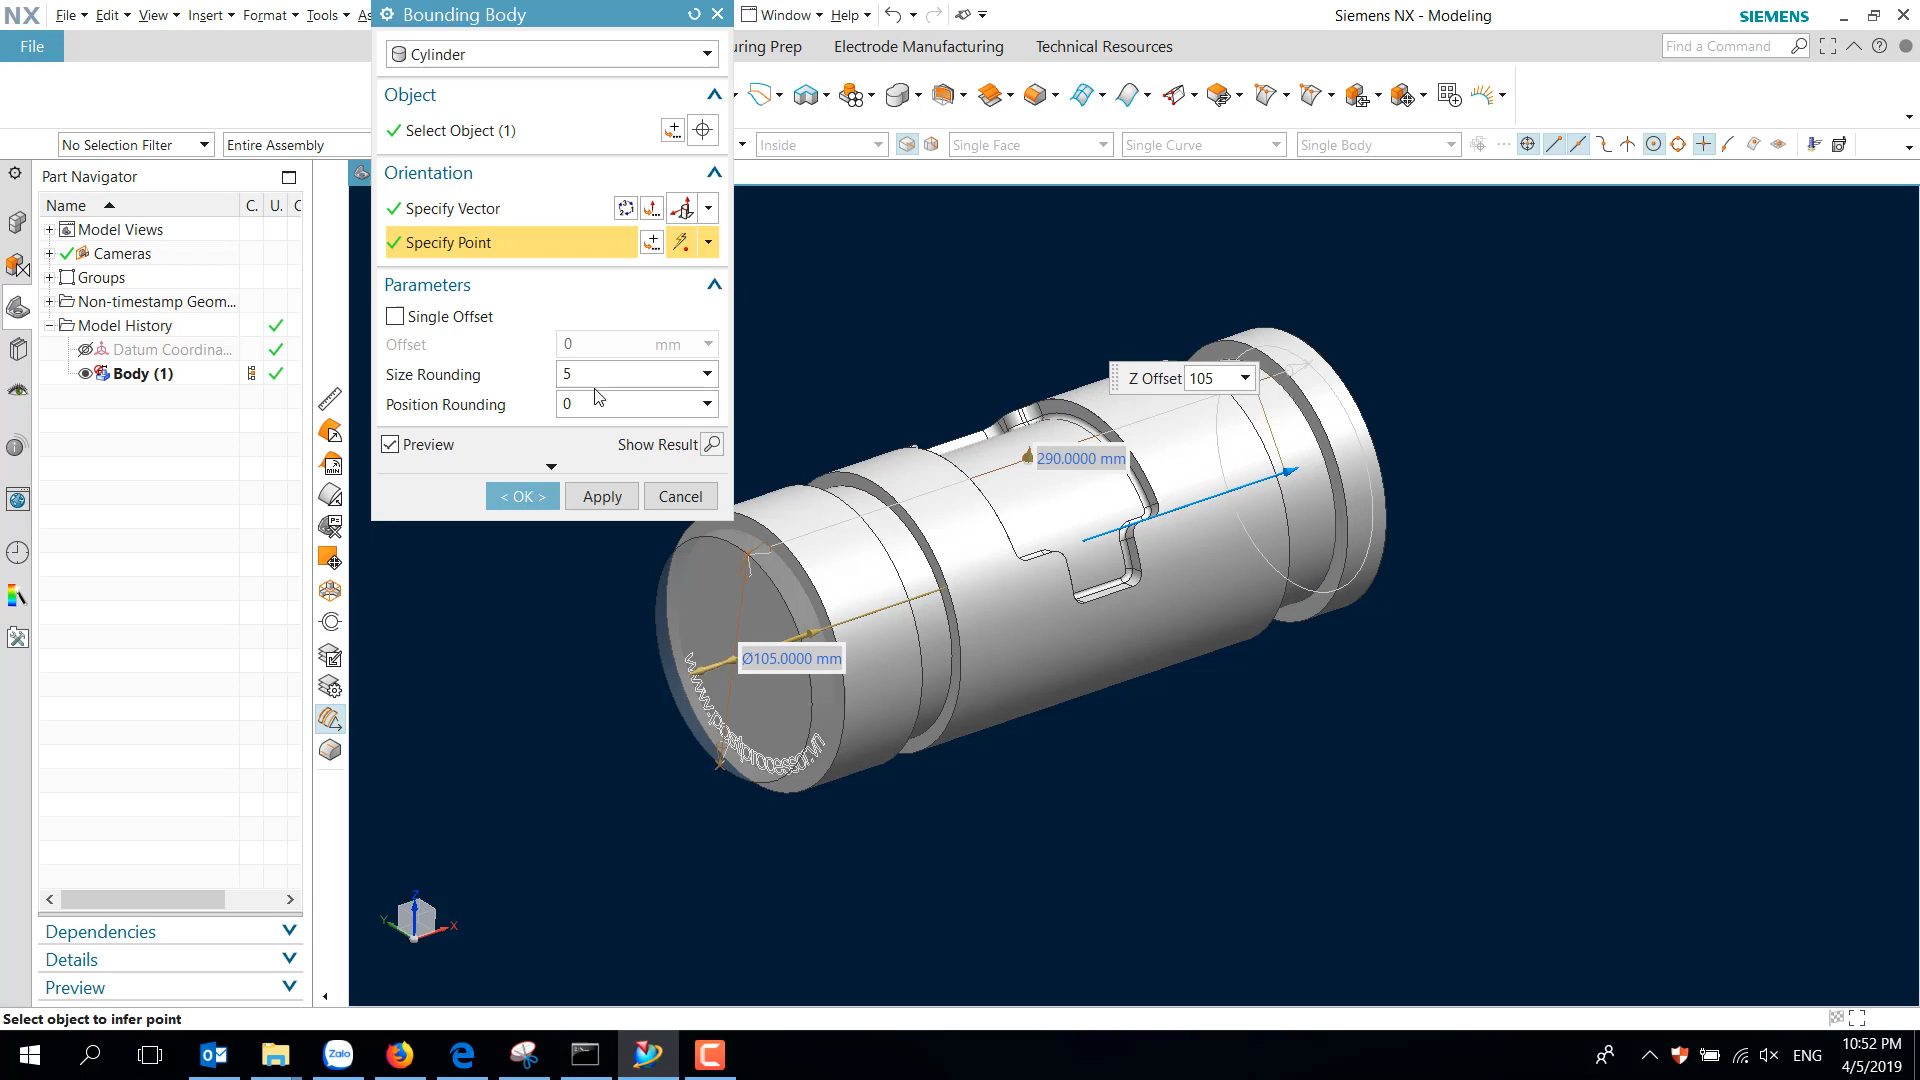 NX
File
Edit
View
Insert
Format
Tools
As
Window
Help
Siemens NX - Modeling
SIEMENS
File
uring Prep
Electrode Manufacturing
Technical Resources
Find a Command
Bounding Body
Cylinder
Object
Select Object (1)
Orientation
Specify Vector
Specify Point
Parameters
Single Offset
Offset
0
mm
Size Rounding
5
Position Rounding
0
Preview
Show Result
< OK >
Apply
Cancel
No Selection Filter
Entire Assembly
Inside
Single Face
Single Curve
Single Body
Part Navigator
Name
C.
U.
C
Model Views
Cameras
Groups
Non-timestamp Geom...
Model History
Datum Coordina...
Body (1)
Dependencies
Details
Preview
Z Offset
105
290.0000 mm
Ø105.0000 mm
www.postprocessor.vn
Z
Y
X
Select object to infer point
Zalo
ENG
10:52 PM
4/5/2019